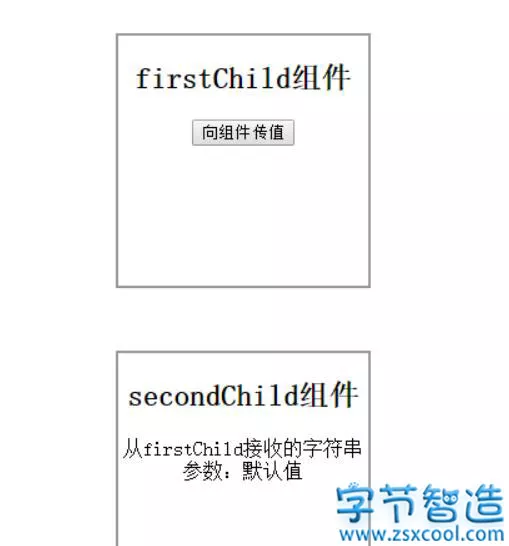 firstChild组件
向组件传值
secondChild组件
从firstChild接收的字符串
参数：默认值
字节智造
www.zsxcool.com